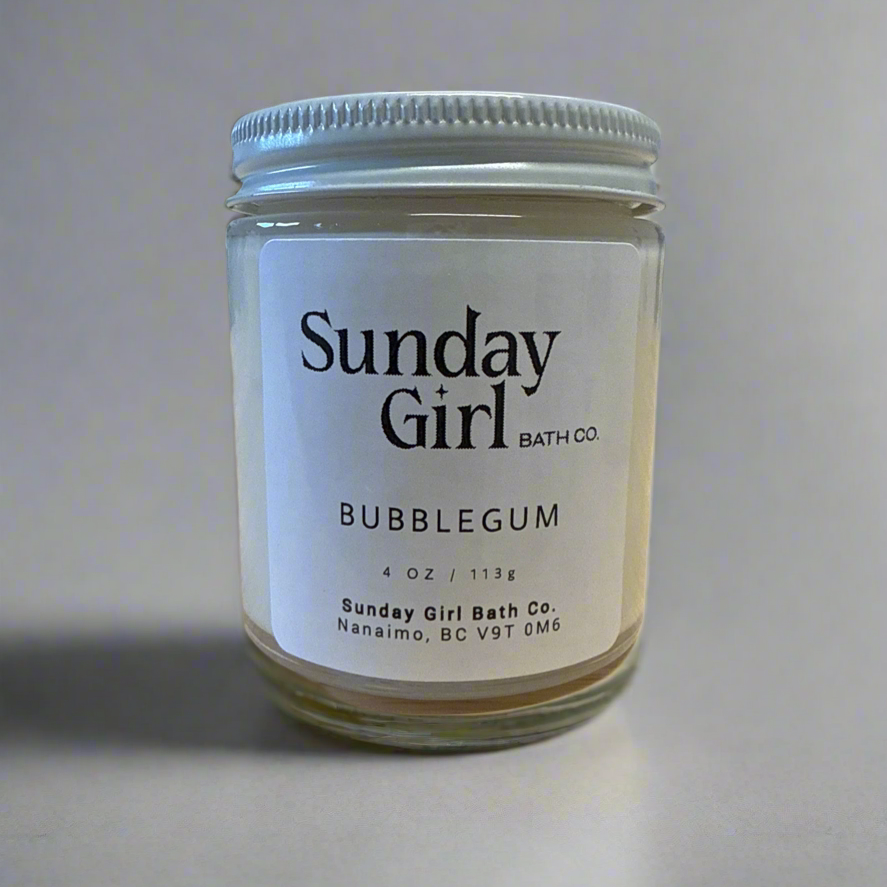 Sunday
Girl BATH CO.
BUBBLEGUM
4 OZ / 113g
Sunday Girl Bath Co.
Nanaimo, BC V9T 0M6